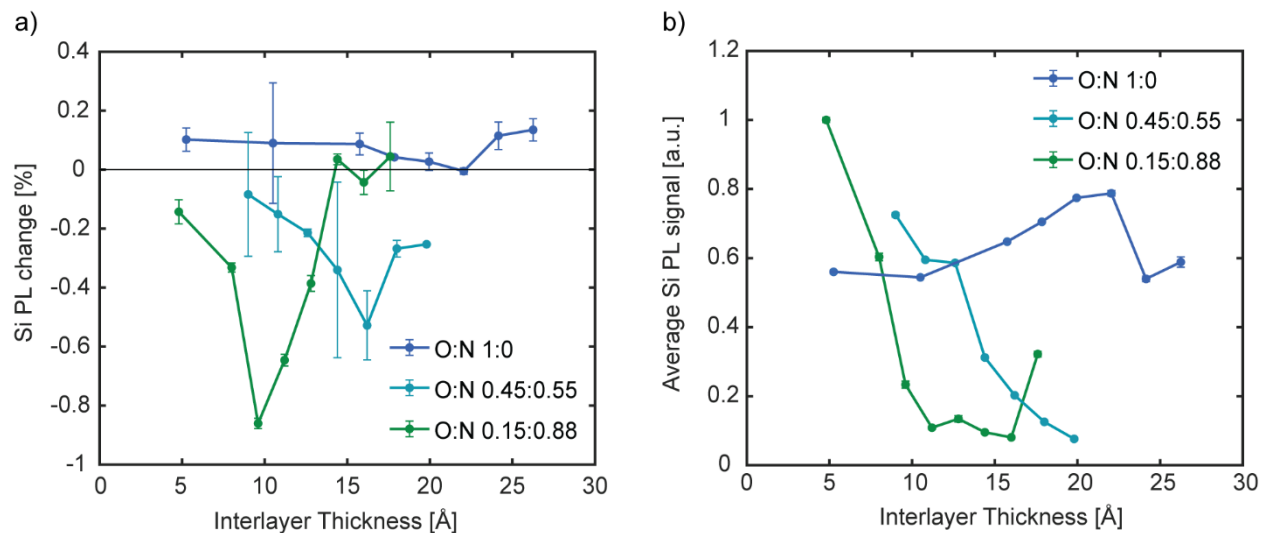 a)
0.4
0.2
0
-0.2
-0.4
-0.6
-0.8
-1
Si PL change [%]
O:N 1:0
O:N 0.45:0.55
O:N 0.15:0.88
0 5 10 15 20 25 30
Interlayer Thickness [Å]
b)
1.2
1
0.8
0.6
0.4
0.2
0
Average Si PL signal [a.u.]
O:N 1:0
O:N 0.45:0.55
O:N 0.15:0.88
0 5 10 15 20 25 30
Interlayer Thickness [Å]